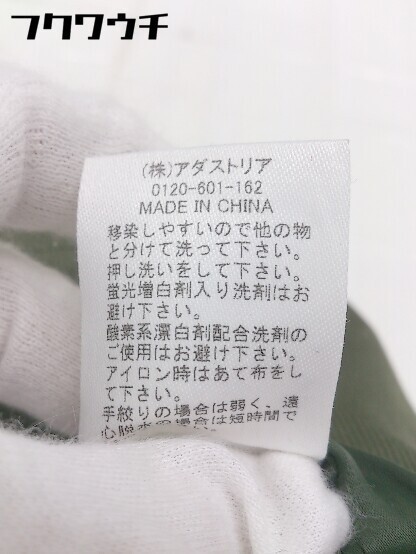 フクワウチ
(株)アダストリア
0120-601-162
MADE IN CHINA
移染しやすいので他の物
と分けて洗って下さい。
押し洗いをして下さい。
蛍光増白剤入り洗剤はお
避け下さい。
酸素系漂白剤配合洗剤の
ご使用はお避け下さい。
アイロン時はあて布をし
て下さい。
手絞りの場合は弱く、遠
心脱水の場合は短時間で